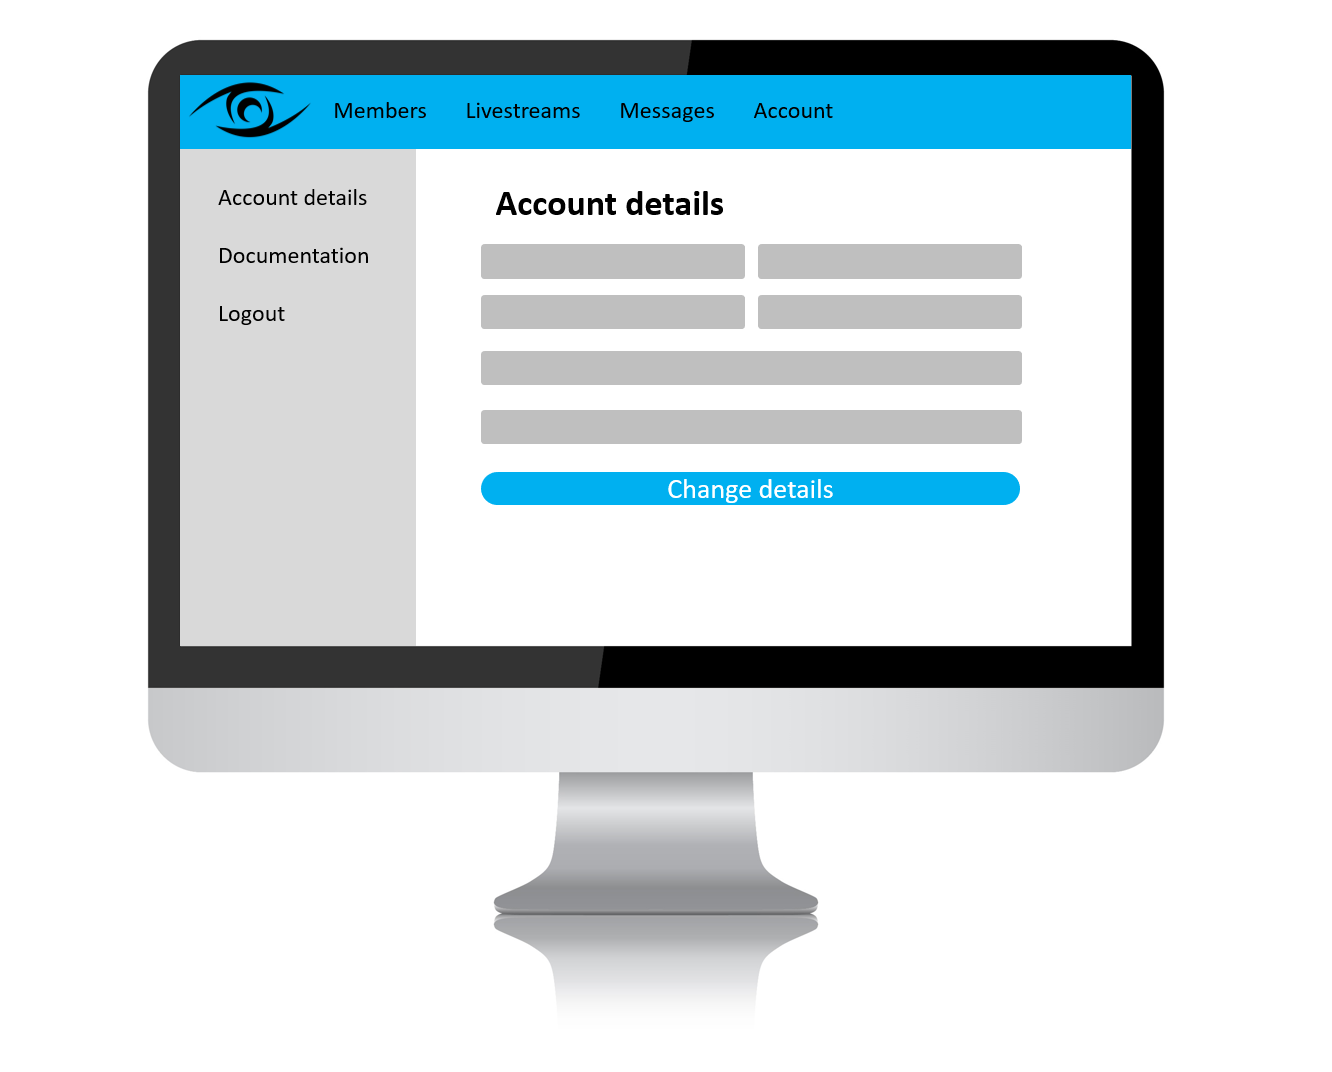 Members Livestreams Messages Account
Account details
Documentation
Logout
Account details
Change details